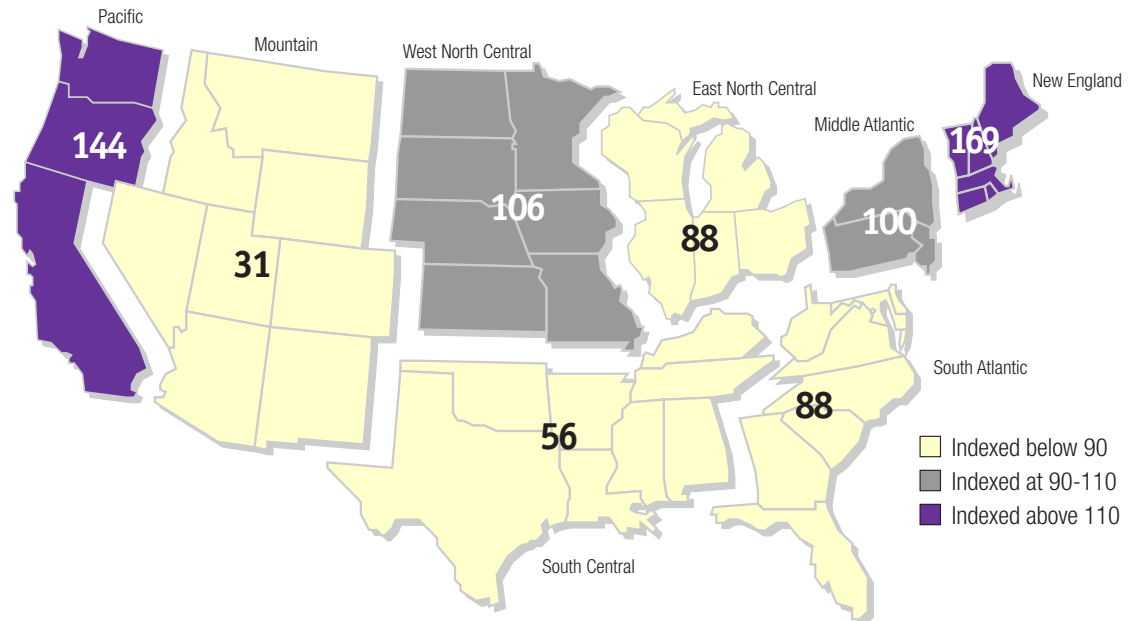 Pacific
Mountain
West North Central
East North Central
New England
Middle Atlantic
144
169
106
100
88
31
South Atlantic
88
56
Indexed below 90
Indexed at 90-110
Indexed above 110
South Central